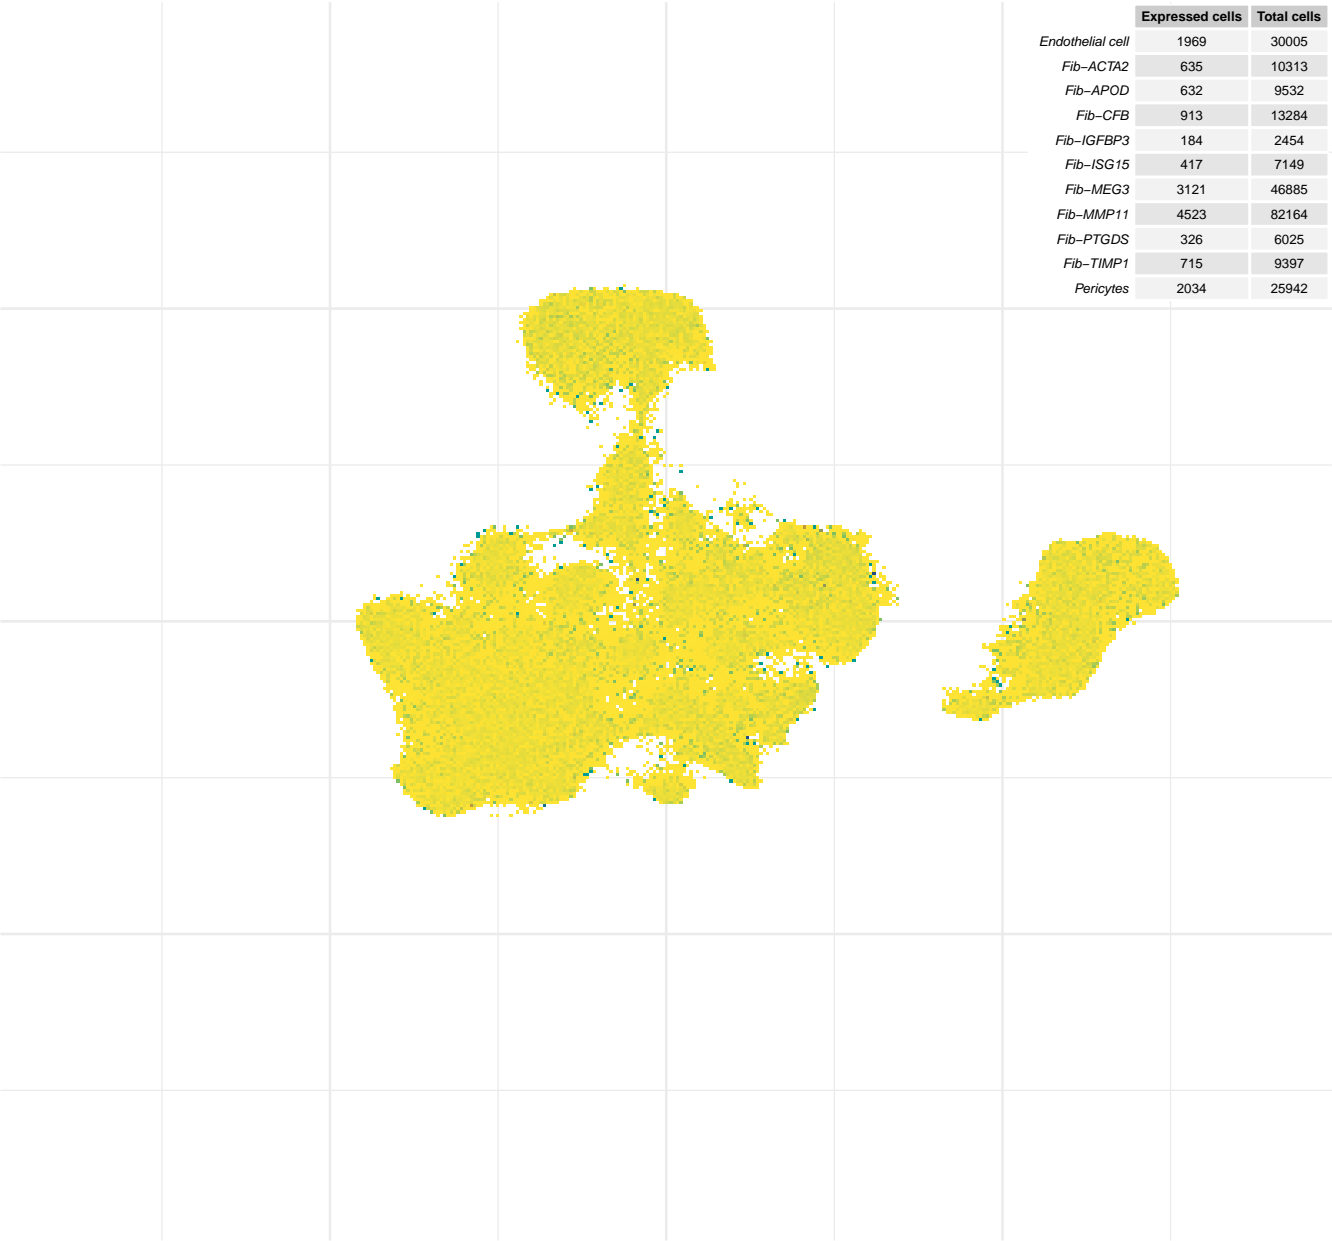 Expressed cells Total cells
Endothelial cell 1969 30005
Fib−ACTA2 635 10313
Fib−APOD 632 9532
Fib−CFB 913 13284
Fib−IGFBP3 184 2454
Fib−ISG15 417 7149
Fib−MEG3 3121 46885
Fib−MMP11 4523 82164
Fib−PTGDS 326 6025
Fib−TIMP1 715 9397
Pericytes 2034 25942